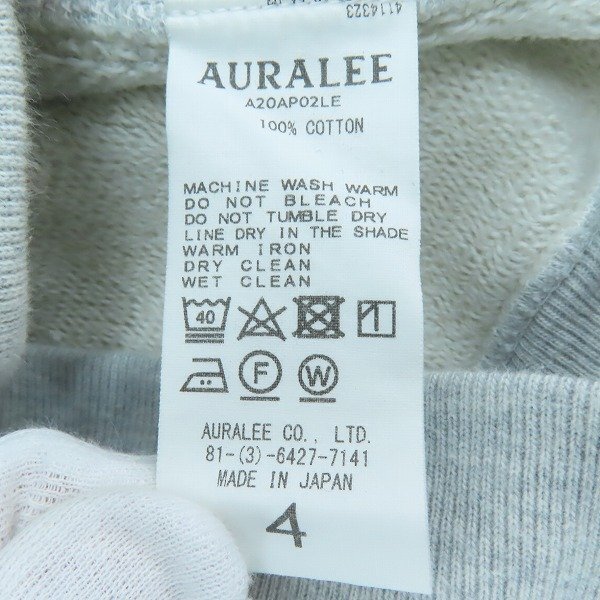 4114323
AURALEE
A20AP02LE
100% COTTON
MACHINE WASH WARM
DO NOT BLEACH
DO NOT TUMBLE DRY
LINE DRY IN THE SHADE
WARM IRON
DRY CLEAN
WET CLEAN
40
F W
AURALEE CO., LTD.
81-(3)-6427-7141
MADE IN JAPAN
4